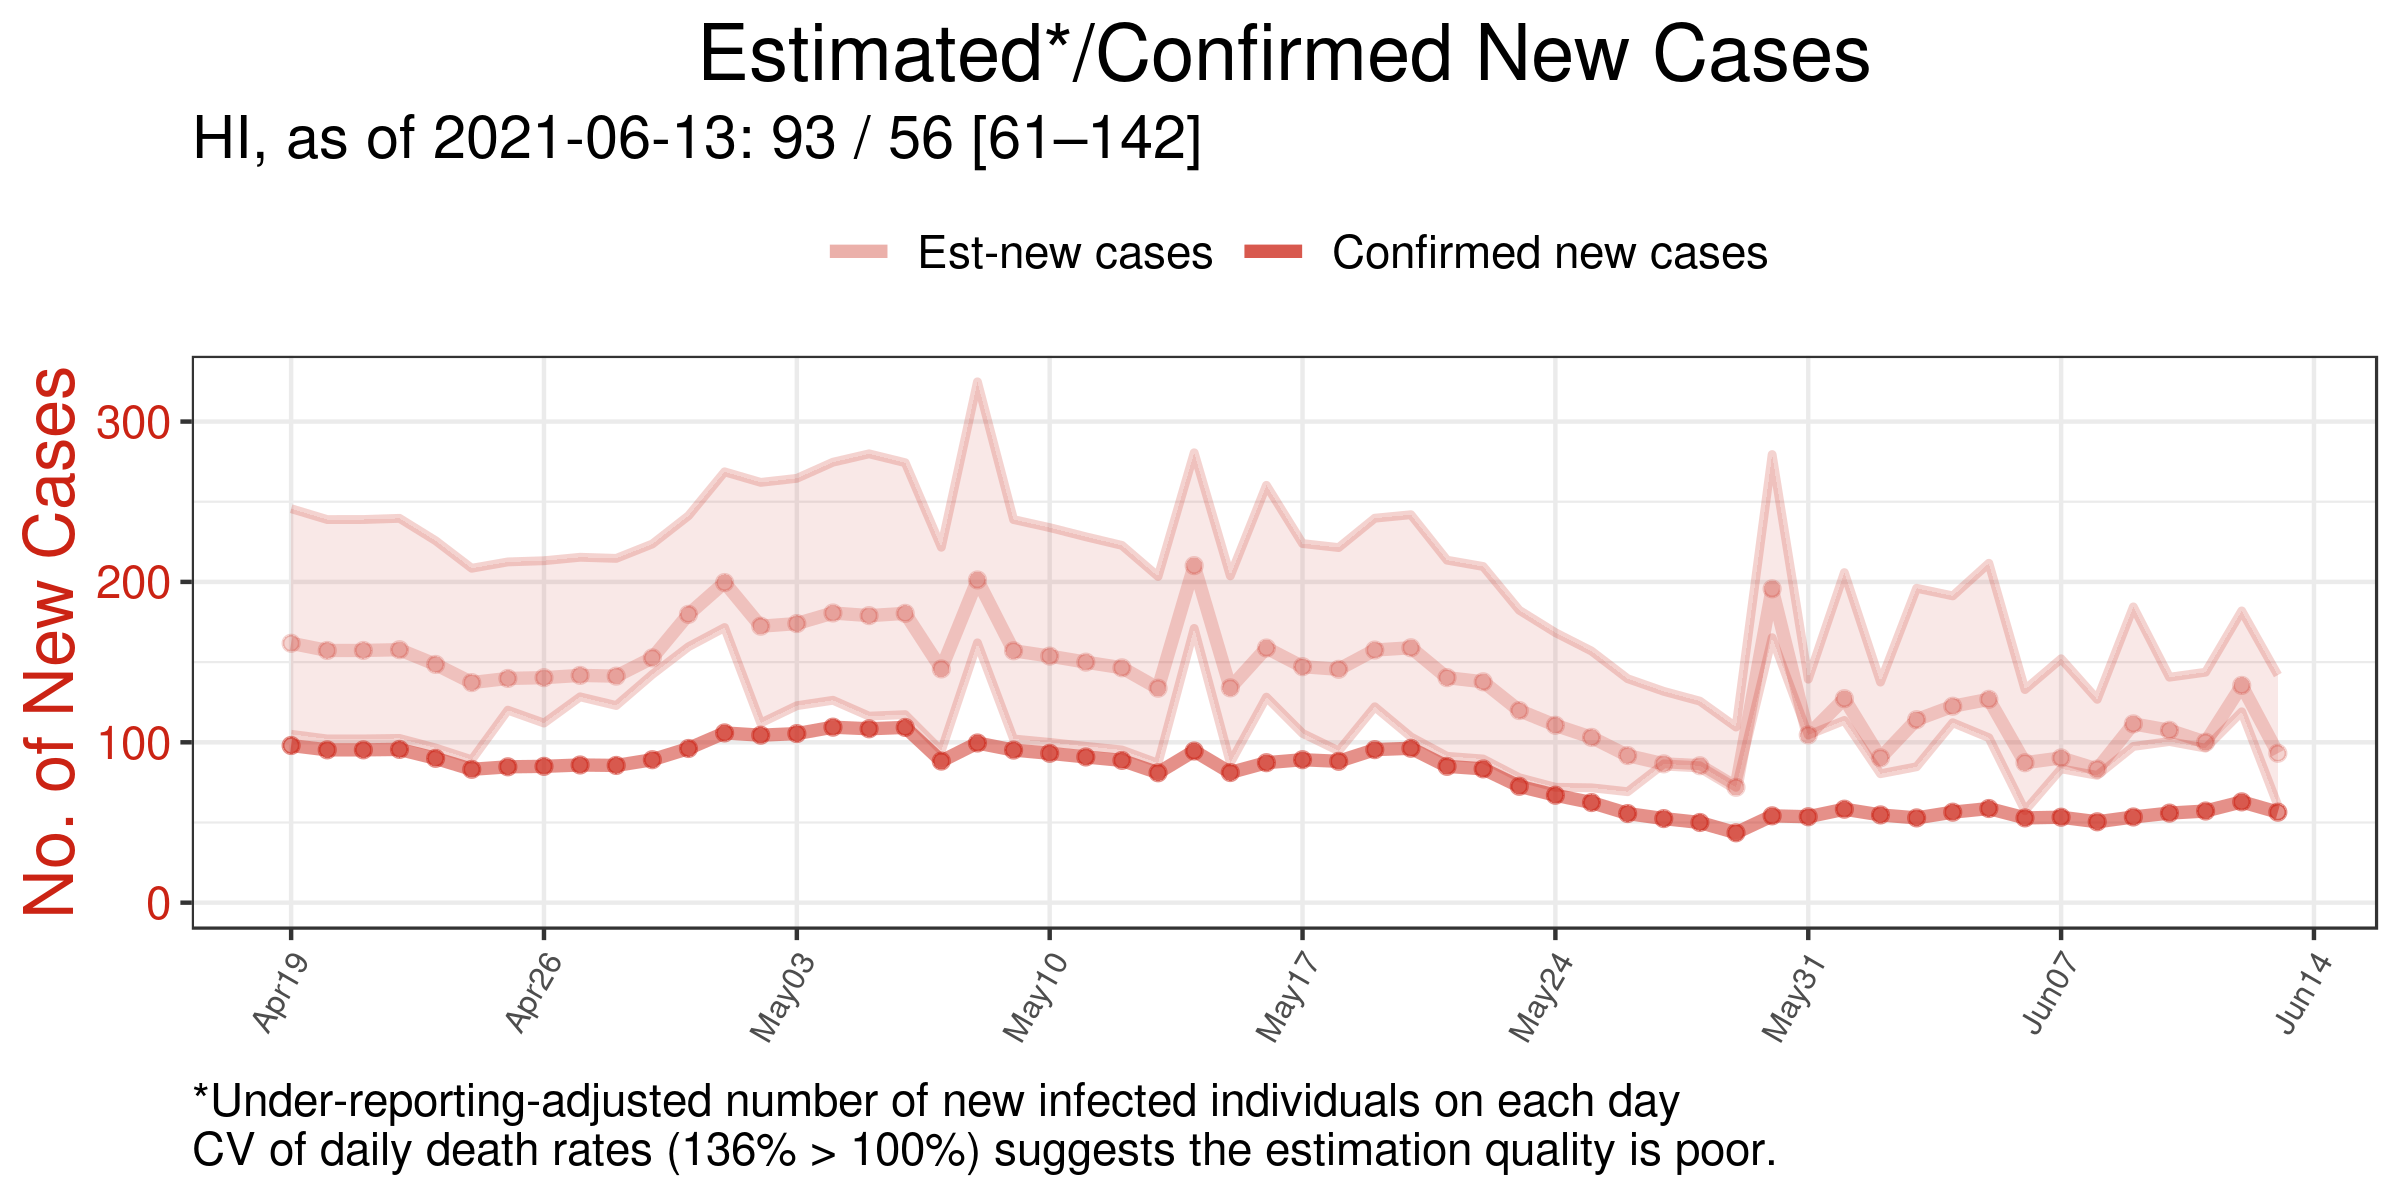 Estimated*/Confirmed New Cases
HI, as of 2021-06-13: 93 / 56 [61–142]
Est-new cases
Confirmed new cases
No. of New Cases
300
200
100
0
Apr19
Apr26
May03
May10
May17
May24
May31
Jun07
Jun14
*Under-reporting-adjusted number of new infected individuals on each day
CV of daily death rates (136% > 100%) suggests the estimation quality is poor.